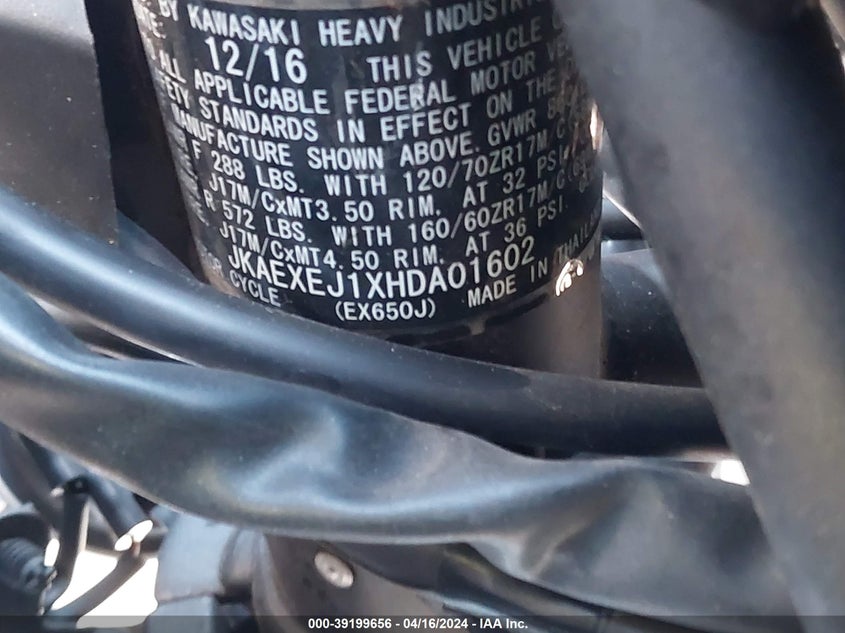 BY KAWASAKI HEAVY
12/16 THIS VEHICLE
ALL APPLICABLE FEDERAL MOTOR
STANDARDS IN EFFECT ON THE
MANUFACTURE SHOWN ABOVE. GVWR
F 288 LBS. WITH 120/70ZR17M/C
J17M/CxMT3.50 RIM. AT 32 PSI.
R 572 LBS. WITH 160/60ZR17M/C
J17M/CxMT4.50 RIM. AT 36 PSI.
JKAEXEJ1XHDA01602
CYCLE (EX650J) MADE IN THAILAND
000-39199656 - 04/16/2024 - IAA Inc.